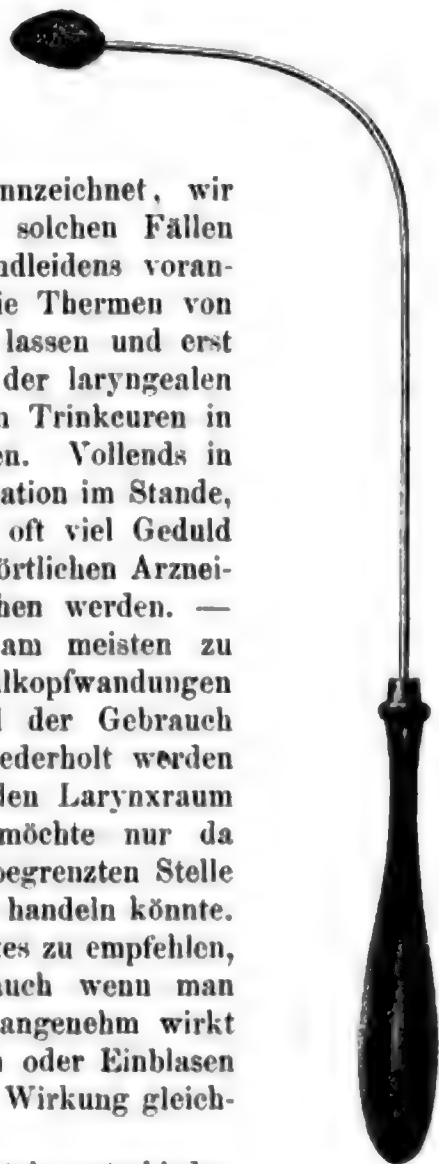 nnzeichnet, wir
solchen Fällen
ndleidens voran-
ie Thermen von
lassen und erst
der laryngealen
n Trinkcuren in
en. Vollends in
ation im Stande,
oft viel Geduld
örtlichen Arznei-
hen werden. —
am meisten zu
lkopfwandungen
der Gebrauch
ederholt werden
den Larynxraum
möchte nur da
begrenzten Stelle
handeln könnte.
tes zu empfehlen,
auch wenn man
angenehm wirkt
oder Einblasen
Wirkung gleich-